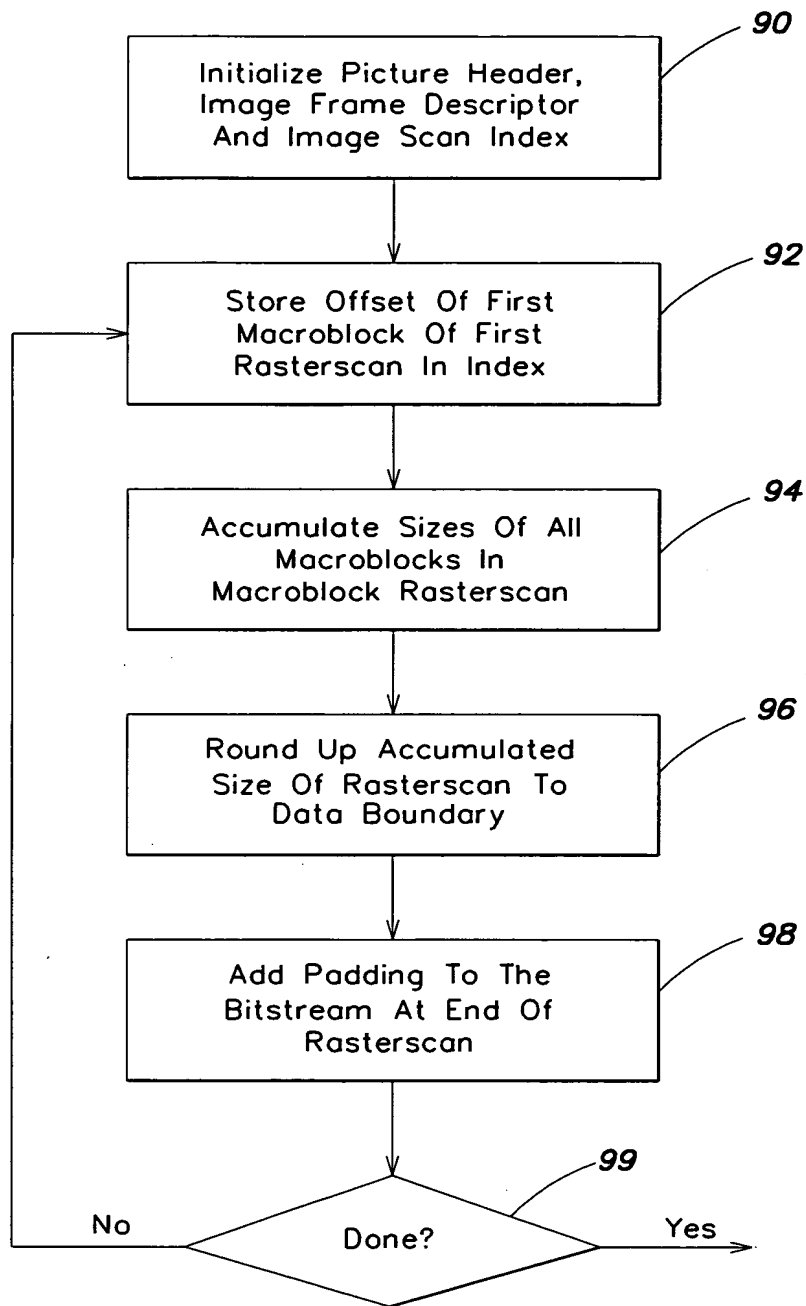 90
Initialize Picture Header,
Image Frame Descriptor
And Image Scan Index
92
Store Offset Of First
Macroblock Of First
Rasterscan In Index
94
Accumulate Sizes Of All
Macroblocks In
Macroblock Rasterscan
96
Round Up Accumulated
Size Of Rasterscan To
Data Boundary
98
Add Padding To The
Bitstream At End Of
Rasterscan
99
No
Done?
Yes